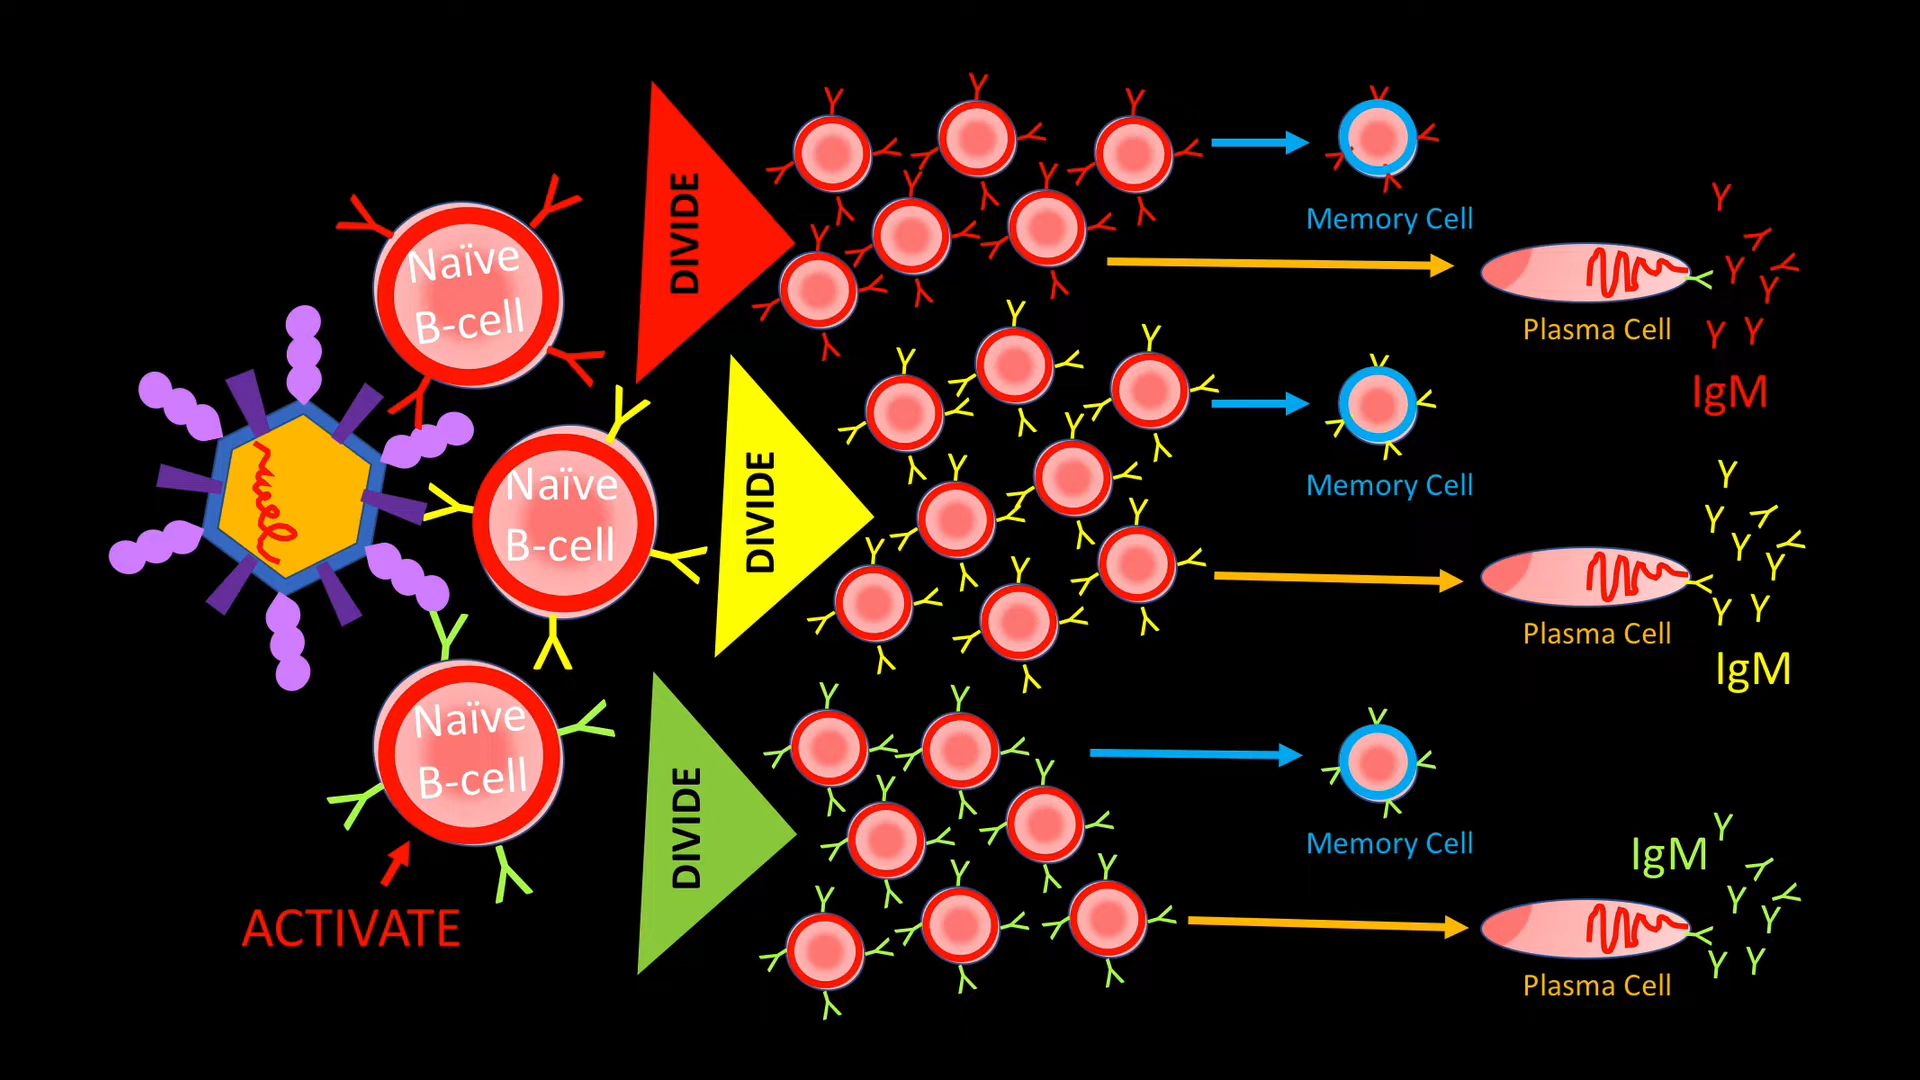 Naïve
B-cell
DIVIDE
Memory Cell
Plasma Cell
IgM
Naïve
B-cell
DIVIDE
Memory Cell
Plasma Cell
IgM
Naïve
B-cell
DIVIDE
Memory Cell
IgM
Plasma Cell
ACTIVATE